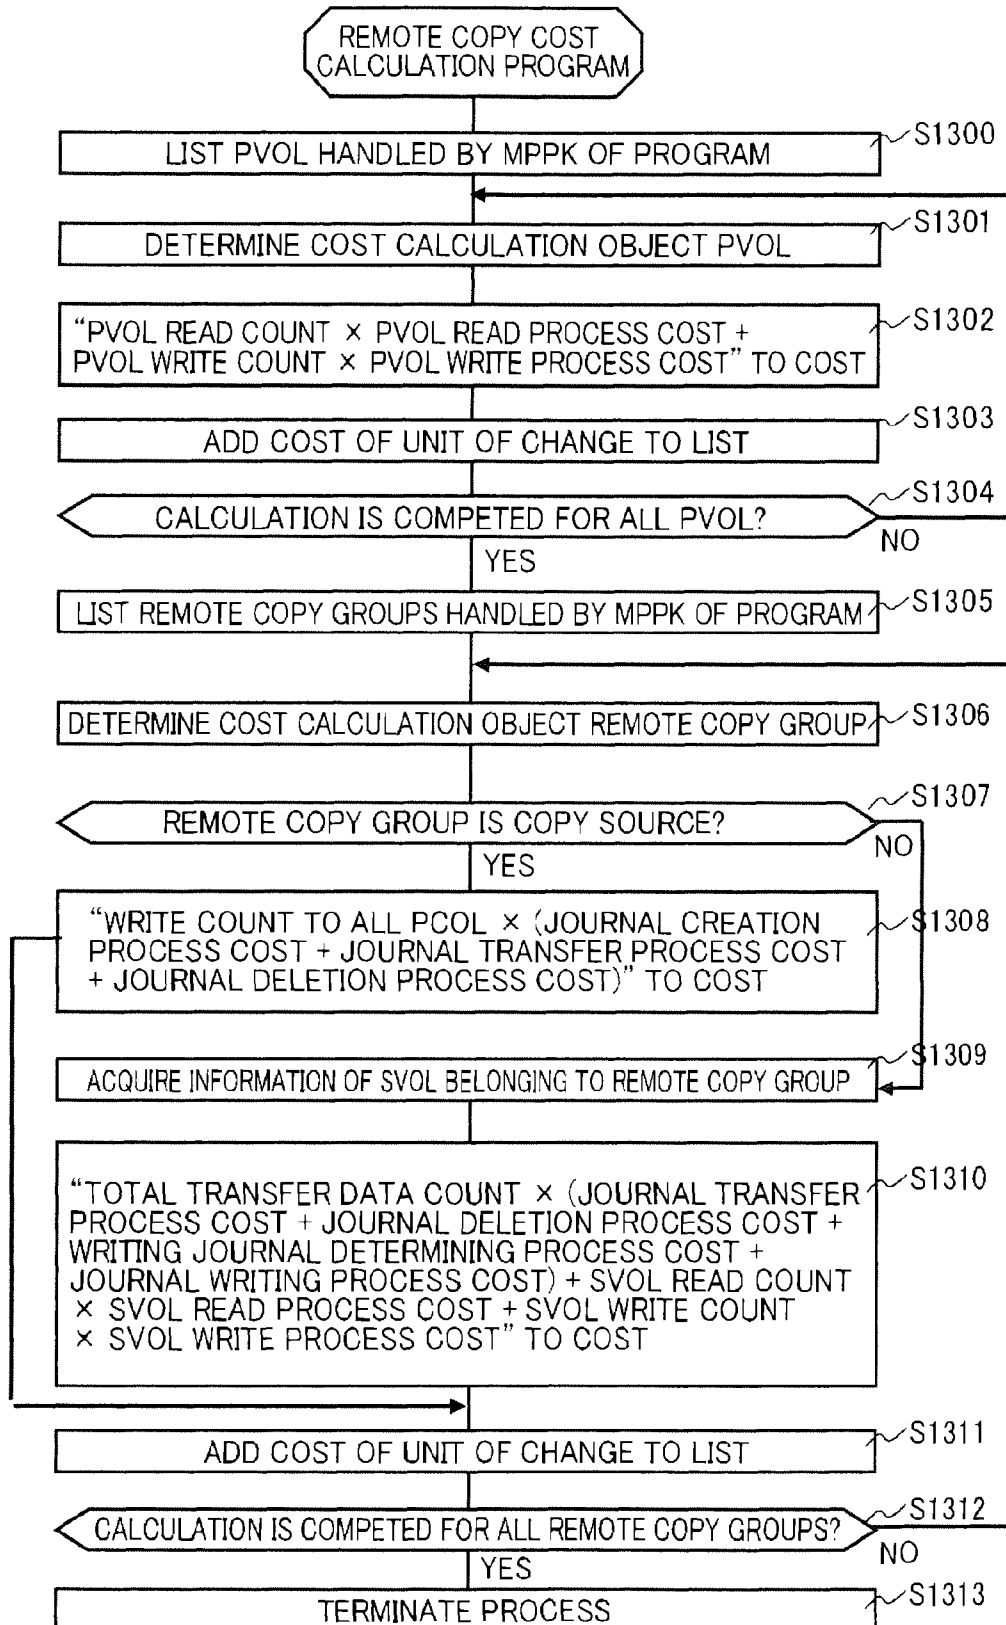 REMOTE COPY COST
CALCULATION PROGRAM
S1300
LIST PVOL HANDLED BY MPPK OF PROGRAM
S1301
DETERMINE COST CALCULATION OBJECT PVOL
S1302
“PVOL READ COUNT × PVOL READ PROCESS COST +
PVOL WRITE COUNT × PVOL WRITE PROCESS COST” TO COST
S1303
ADD COST OF UNIT OF CHANGE TO LIST
S1304
CALCULATION IS COMPETED FOR ALL PVOL?
NO
YES
LIST REMOTE COPY GROUPS HANDLED BY MPPK OF PROGRAM
S1305
DETERMINE COST CALCULATION OBJECT REMOTE COPY GROUP
S1306
S1307
REMOTE COPY GROUP IS COPY SOURCE?
NO
YES
“WRITE COUNT TO ALL PCOL × (JOURNAL CREATION
PROCESS COST + JOURNAL TRANSFER PROCESS COST
+ JOURNAL DELETION PROCESS COST)” TO COST
S1308
S1309
ACQUIRE INFORMATION OF SVOL BELONGING TO REMOTE COPY GROUP
S1310
“TOTAL TRANSFER DATA COUNT × (JOURNAL TRANSFER
PROCESS COST + JOURNAL DELETION PROCESS COST +
WRITING JOURNAL DETERMINING PROCESS COST +
JOURNAL WRITING PROCESS COST) + SVOL READ COUNT
× SVOL READ PROCESS COST + SVOL WRITE COUNT
× SVOL WRITE PROCESS COST” TO COST
S1311
ADD COST OF UNIT OF CHANGE TO LIST
S1312
CALCULATION IS COMPETED FOR ALL REMOTE COPY GROUPS?
NO
YES
S1313
TERMINATE PROCESS